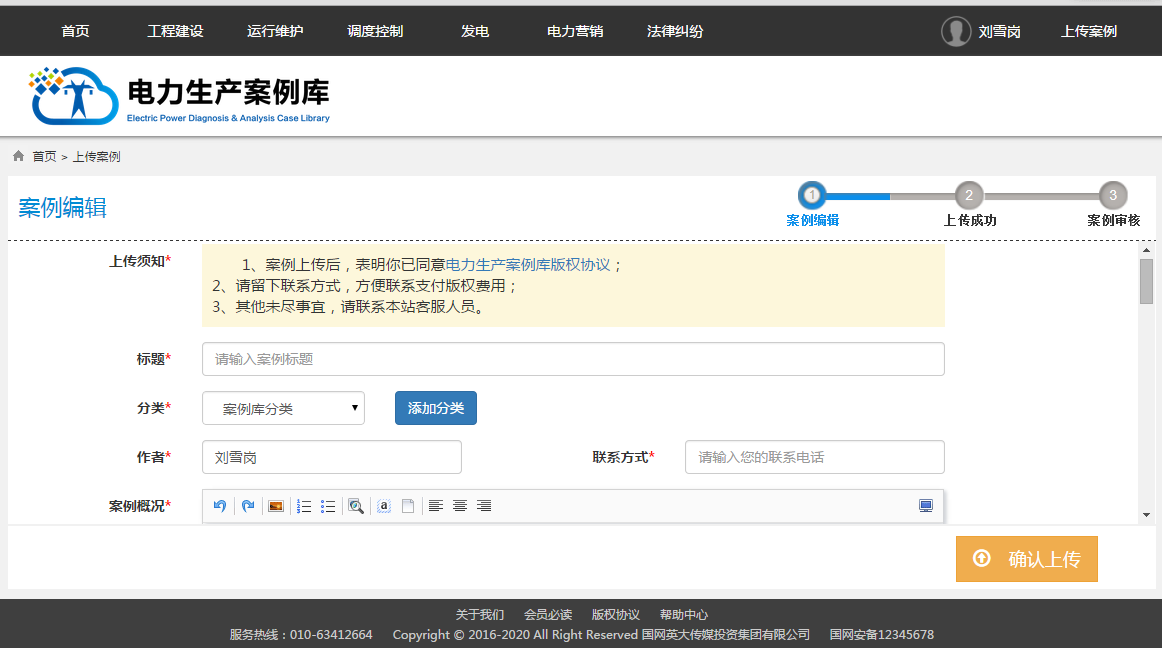 首页 工程建设 运行维护 调度控制 发电 电力营销 法律纠纷 刘雪岗 上传案例
电力生产案例库
Electric Power Diagnosis & Analysis Case Library
首页 > 上传案例
案例编辑
1 2 3
案例编辑 上传成功 案例审核
上传须知*
1、案例上传后，表明你已同意电力生产案例库版权协议；
2、请留下联系方式，方便联系支付版权费用；
3、其他未尽事宜，请联系本站客服人员。
标题* 请输入案例标题
分类* 案例库分类 添加分类
作者* 刘雪岗 联系方式* 请输入您的联系电话
案例概况*
确认上传
关于我们 会员必读 版权协议 帮助中心
服务热线：010-63412664 Copyright © 2016-2020 All Right Reserved 国网英大传媒投资集团有限公司 国网安备12345678